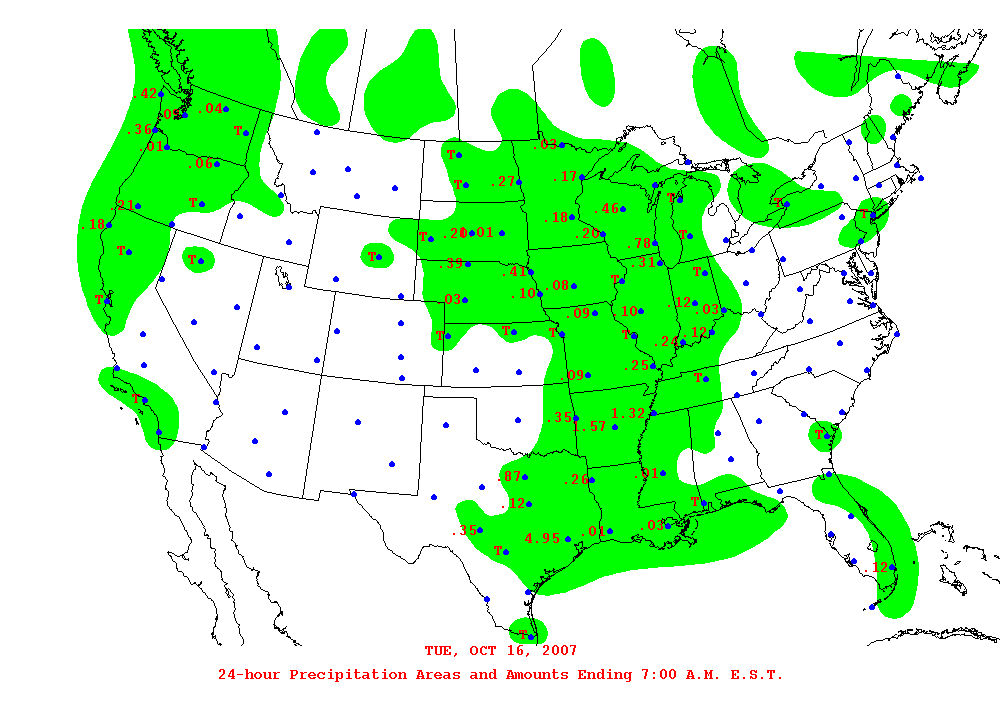 .42
.04
.36
T
.01
.03
T
.06
.17
T
.27
T
.21
T
.46
T
T
.18
.18
T
.20
.01
.20
T
.78
T
T
T
.39
.31
.41
T
T
.08
.10
T
.03
.12
.03
.09
.10
T
T
T
T
.12
.24
.25
.09
T
T
1.32
.35
1.57
T
.87
.26
.91
.12
T
.35
4.95
.01
.03
T
.12
T
TUE, OCT 16, 2007
24-hour Precipitation Areas and Amounts Ending 7:00 A.M. E.S.T.